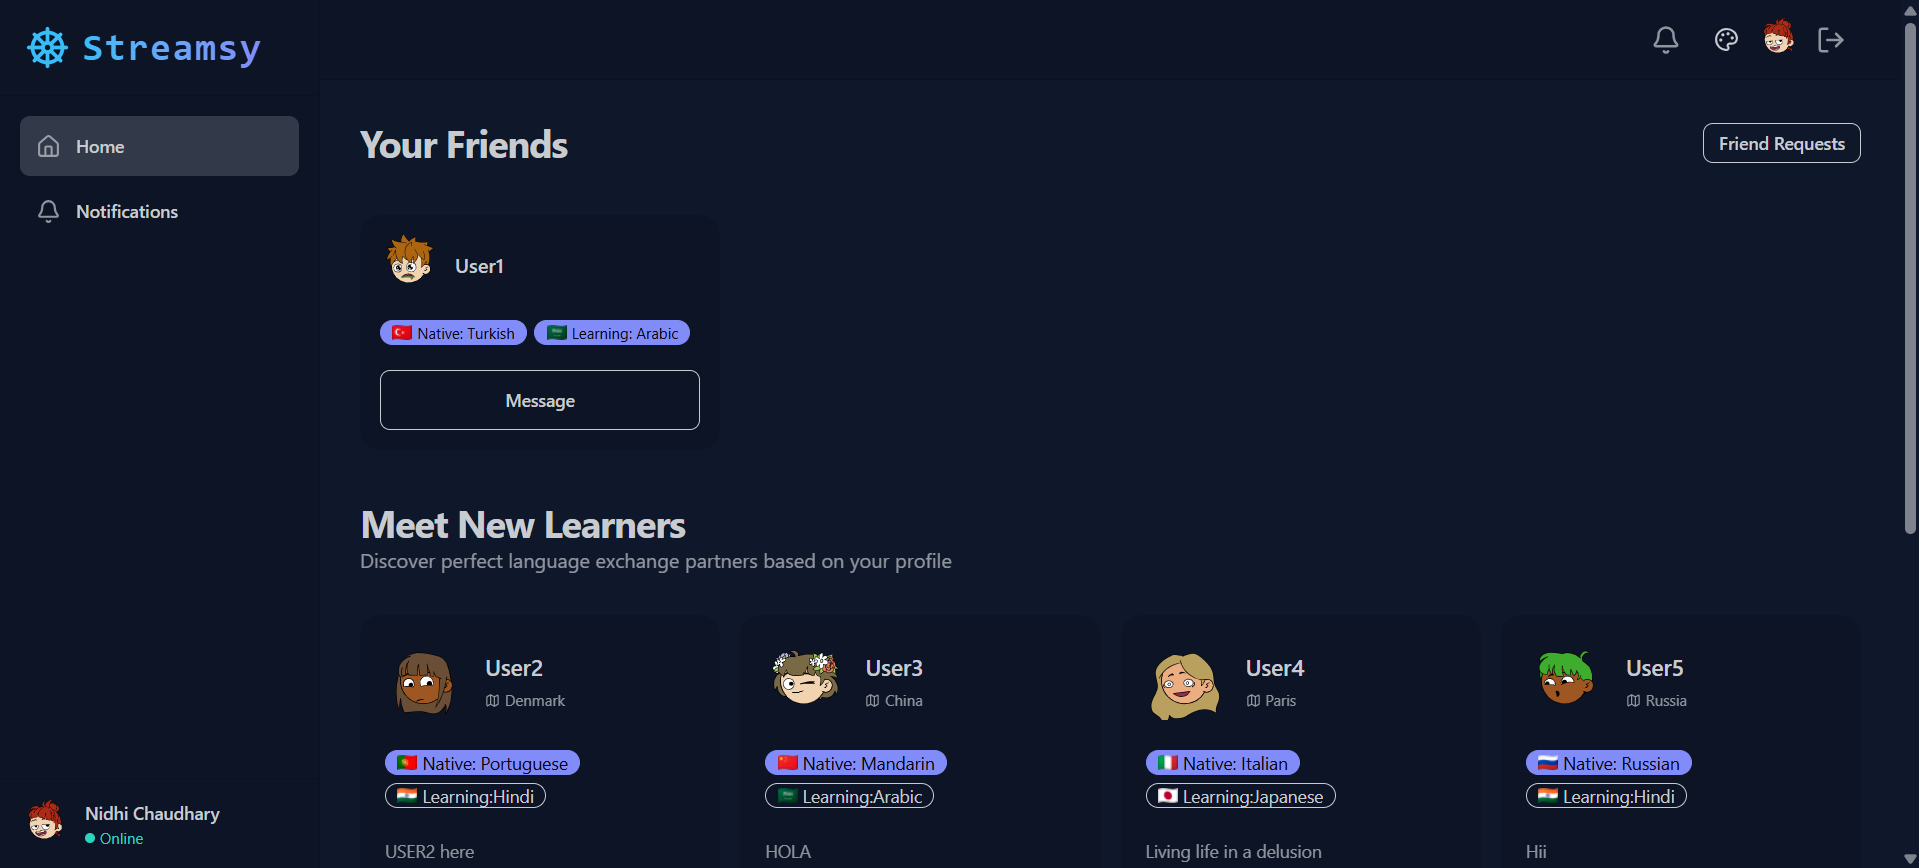 Streamsy
Home
Notifications
Your Friends
Friend Requests
User1
Native: Turkish
Learning: Arabic
Message
Meet New Learners
Discover perfect language exchange partners based on your profile
User2
Denmark
Native: Portuguese
Learning:Hindi
USER2 here
User3
China
Native: Mandarin
Learning:Arabic
HOLA
User4
Paris
Native: Italian
Learning:Japanese
Living life in a delusion
User5
Russia
Native: Russian
Learning:Hindi
Hii
Nidhi Chaudhary
Online